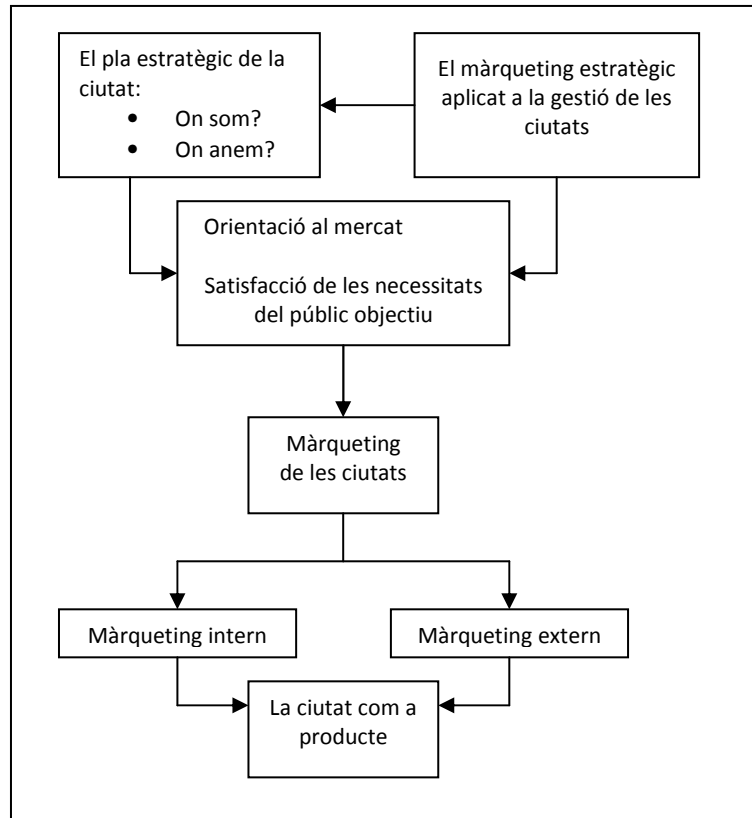 El pla estratègic de la
ciutat:
• On som?
• On anem?
El màrqueting estratègic
aplicat a la gestió de les
ciutats
Orientació al mercat
Satisfacció de les necessitats
del públic objectiu
Màrqueting
de les ciutats
Màrqueting intern
Màrqueting extern
La ciutat com a
producte